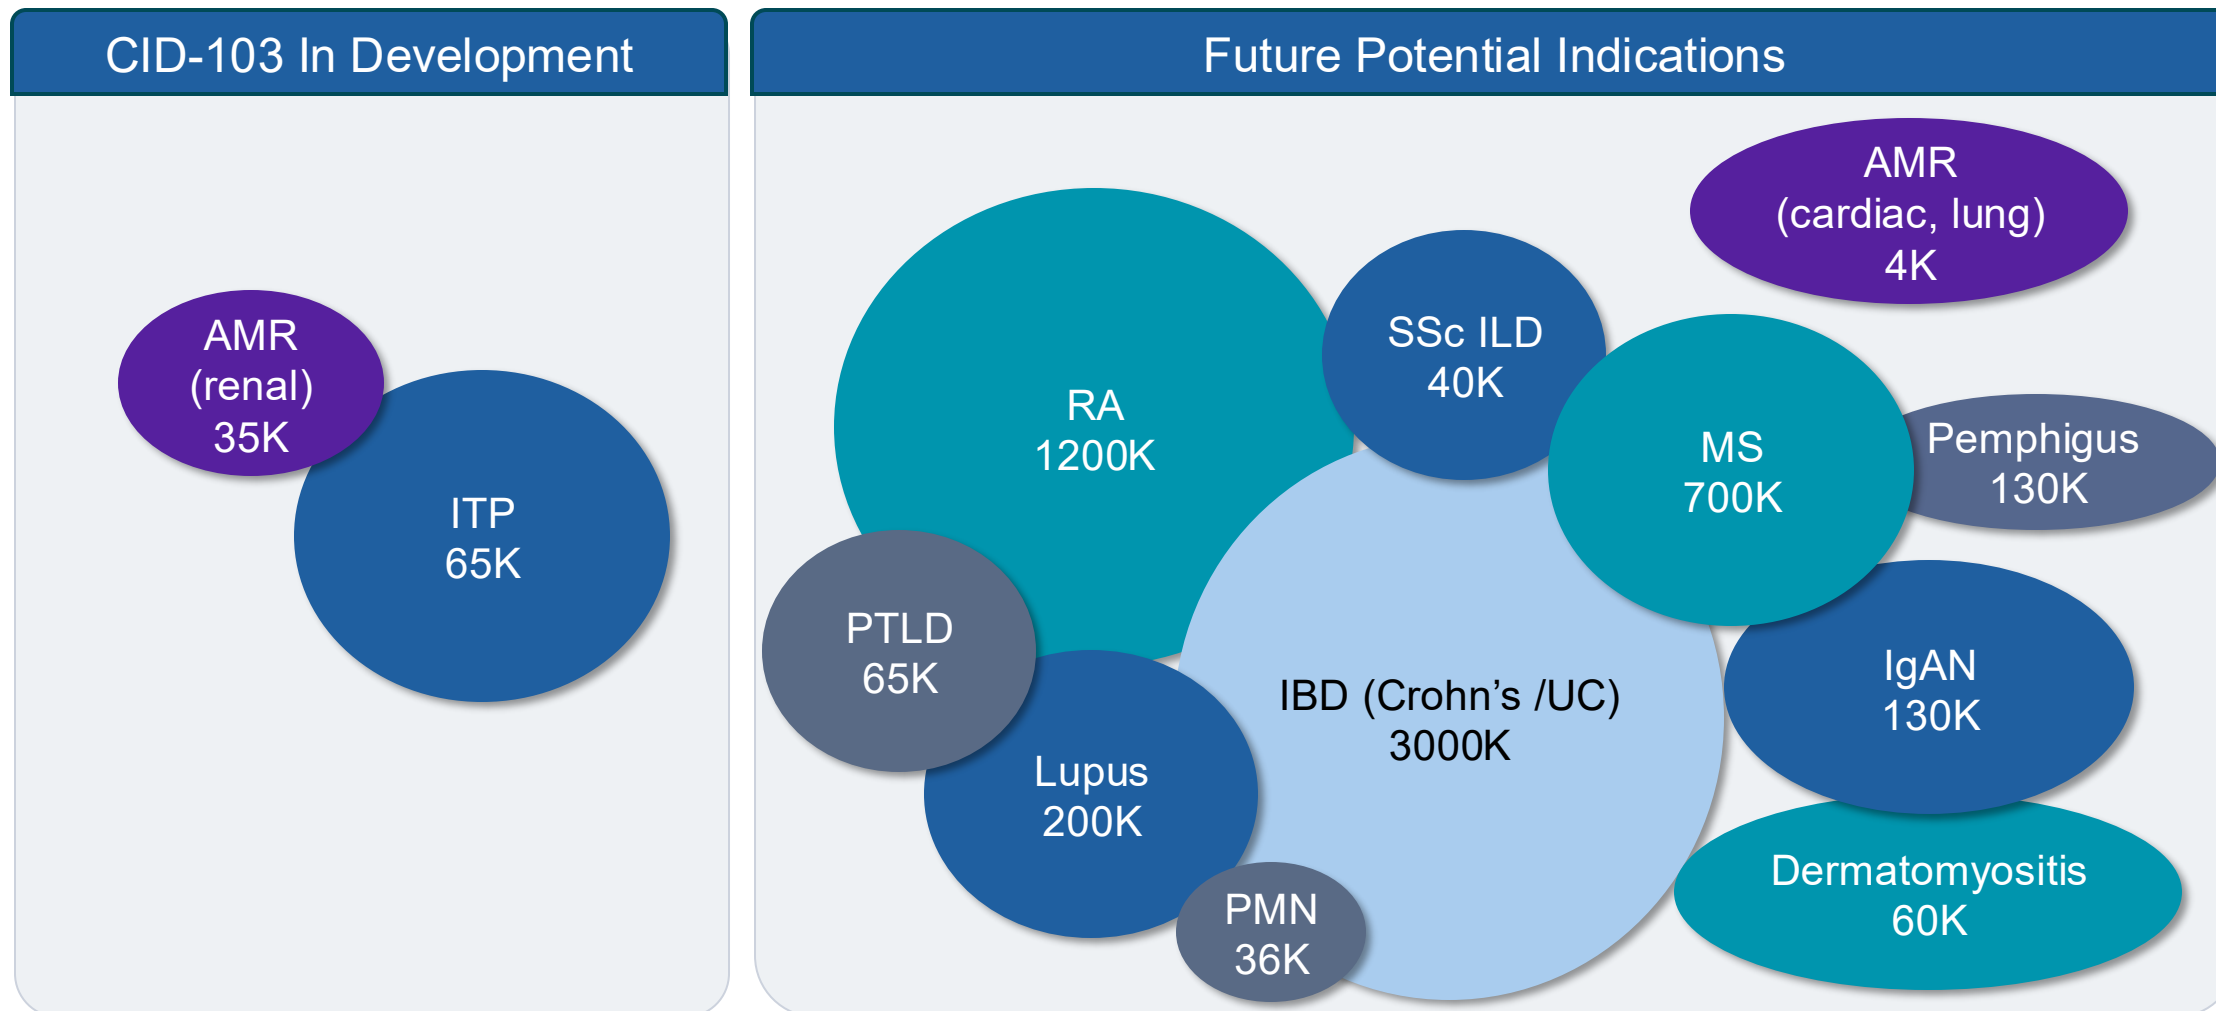 CID-103 In Development
AMR
(renal)
35K
ITP
65K
Future Potential Indications
AMR
(cardiac, lung)
4K
RA
1200K
SSc ILD
40K
MS
700K
Pemphigus
130K
PTLD
65K
IBD (Crohn’s /UC)
3000K
IgAN
130K
Lupus
200K
Dermatomyositis
60K
PMN
36K